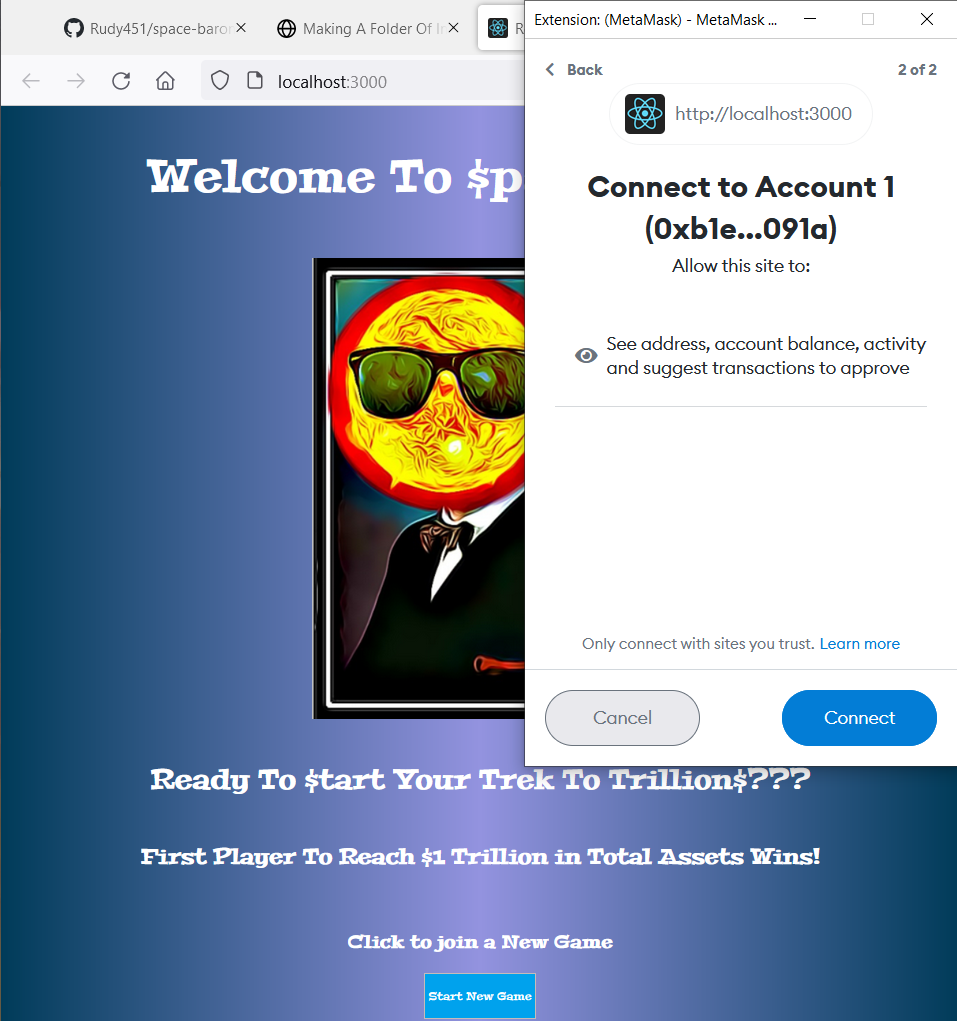 Rudy451/space-baron
Making A Folder Of I
R
localhost:3000
Extension: (MetaMask) - MetaMask ...
Back
2 of 2
http://localhost:3000
Connect to Account 1
(0xb1e...091a)
Allow this site to:
See address, account balance, activity
and suggest transactions to approve
Only connect with sites you trust. Learn more
Cancel
Connect
Welcome To $p
Ready To $tart Your Trek To Trillion$???
First Player To Reach $1 Trillion in Total Assets Wins!
Click to join a New Game
Start New Game